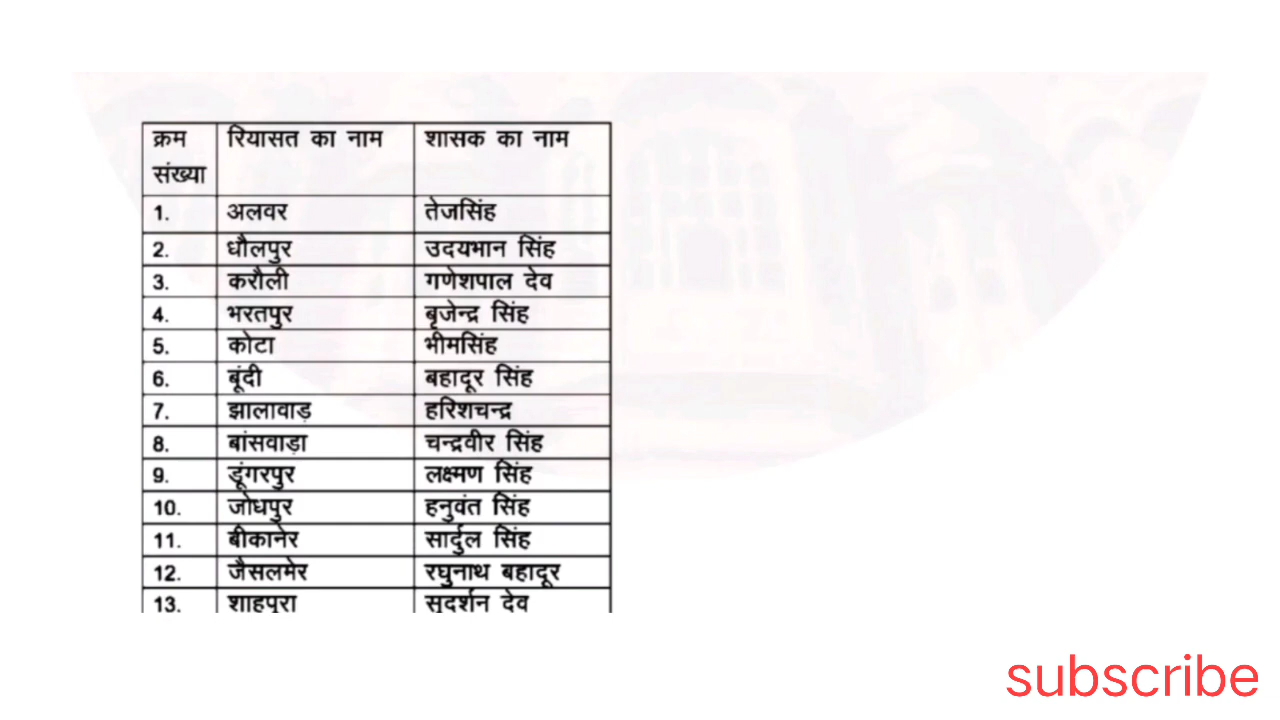 क्रम संख्या रियासत का नाम शासक का नाम
1. अलवर तेजसिंह
2. धौलपुर उदयभान सिंह
3. करौली गणेशपाल देव
4. भरतपुर बृजेन्द्र सिंह
5. कोटा भीमसिंह
6. बूंदी बहादूर सिंह
7. झालावाड़ हरिशचन्द्र
8. बांसवाड़ा चन्द्रवीर सिंह
9. डूंगरपुर लक्ष्मण सिंह
10. जोधपुर हनुवंत सिंह
11. बीकानेर सार्दुल सिंह
12. जैसलमेर रघुनाथ बहादूर
13. शाहपुरा सुदर्शन देव
subscribe